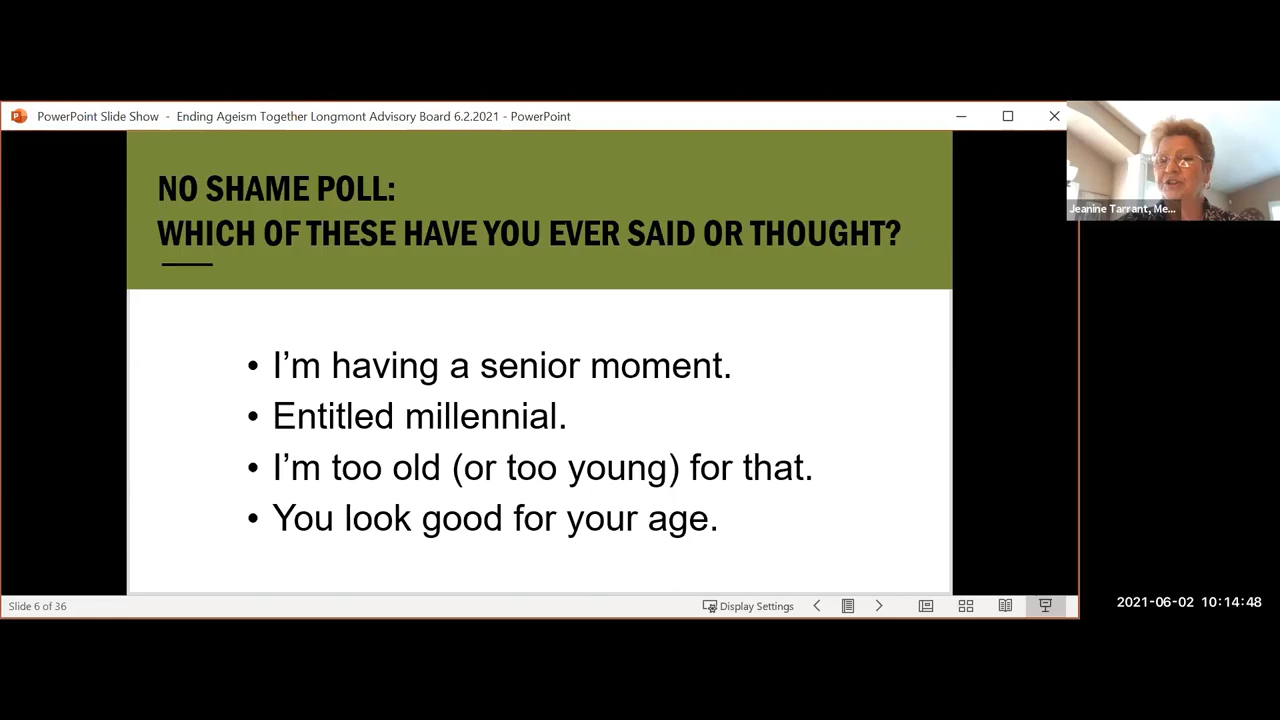 PowerPoint Slide Show - Ending Ageism Together Longmont Advisory Board 6.2.2021 - PowerPoint
NO SHAME POLL:
WHICH OF THESE HAVE YOU EVER SAID OR THOUGHT?
• I’m having a senior moment.
• Entitled millennial.
• I’m too old (or too young) for that.
• You look good for your age.
Jeanine Tarrant, Me...
Slide 6 of 36
Display Settings
2021-06-02 10:14:48